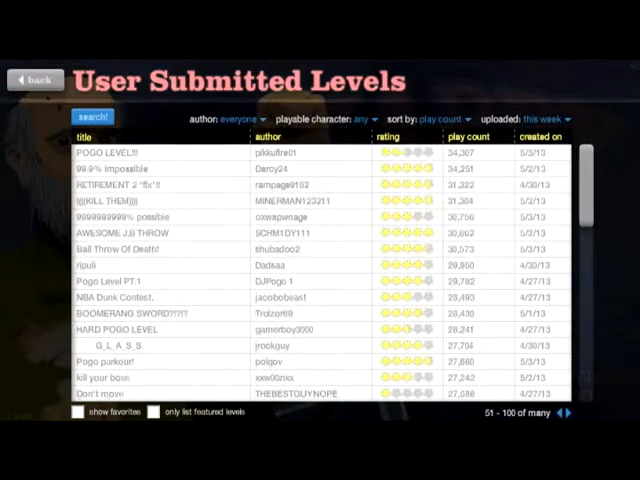 back
User Submitted Levels
search!
author: everyone playable character: any sort by: play count uploaded: this week
title author rating play count created on
POGO LEVEL!!! pikkufire01 34,307 5/3/13
99.9% impossible Darcy24 34,251 5/2/13
RETIREMENT 2 *fix*!! rampage9182 31,322 4/30/13
((((KILL THEM)))) MINERMAN123211 31,304 5/2/13
9999999999% possible oxwapwnage 30,756 5/3/13
AWESOME J.B THROW SCHM1DY111 30,662 5/2/13
Ball Throw Of Death! shubadoo2 30,573 5/3/13
ripuli Dadsaa 29,950 4/30/13
Pogo Level PT.1 DJPogo 1 29,782 4/27/13
NBA Dunk Contest. jacobobeast 28,493 4/27/13
BOOMERANG SWORD?!?!? Trolzor69 28,430 5/1/13
HARD POGO LEVEL gamerboy3000 28,241 4/27/13
G_L_A_S_S jrockguy 27,704 4/30/13
Pogo parkour! polgov 27,660 5/3/13
kill your boss xxw00zixx 27,242 5/2/13
Don't move THEBESTGUYNOPE 27,086 4/27/13
show favorites only list featured levels 51 - 100 of many